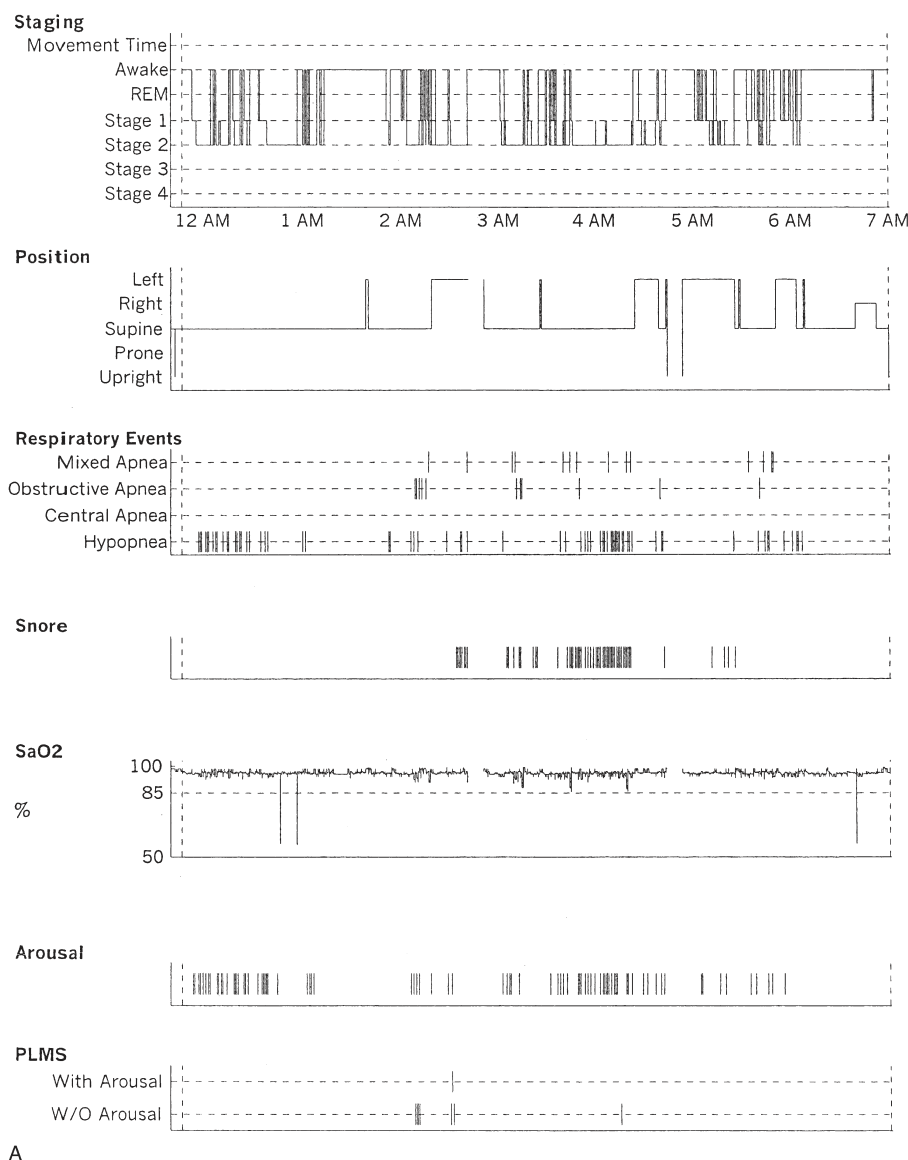 Staging
Movement Time
Awake
REM
Stage 1
Stage 2
Stage 3
Stage 4
12 AM 1 AM 2 AM 3 AM 4 AM 5 AM 6 AM 7 AM
Position
Left
Right
Supine
Prone
Upright
Respiratory Events
Mixed Apnea
Obstructive Apnea
Central Apnea
Hypopnea
Snore
SaO2
100
85
%
50
Arousal
PLMS
With Arousal
W/O Arousal
A